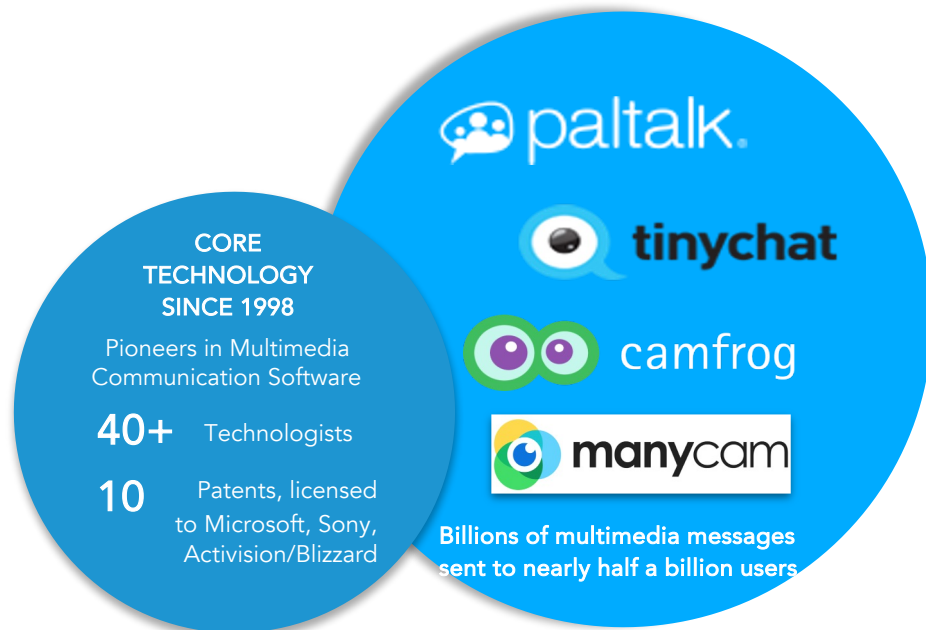 CORE
TECHNOLOGY
SINCE 1998
Pioneers in Multimedia
Communication Software
40+ Technologists
10 Patents, licensed
to Microsoft, Sony,
Activision/Blizzard
paltalk.
tinychat
camfrog
manycam
Billions of multimedia messages
sent to nearly half a billion users